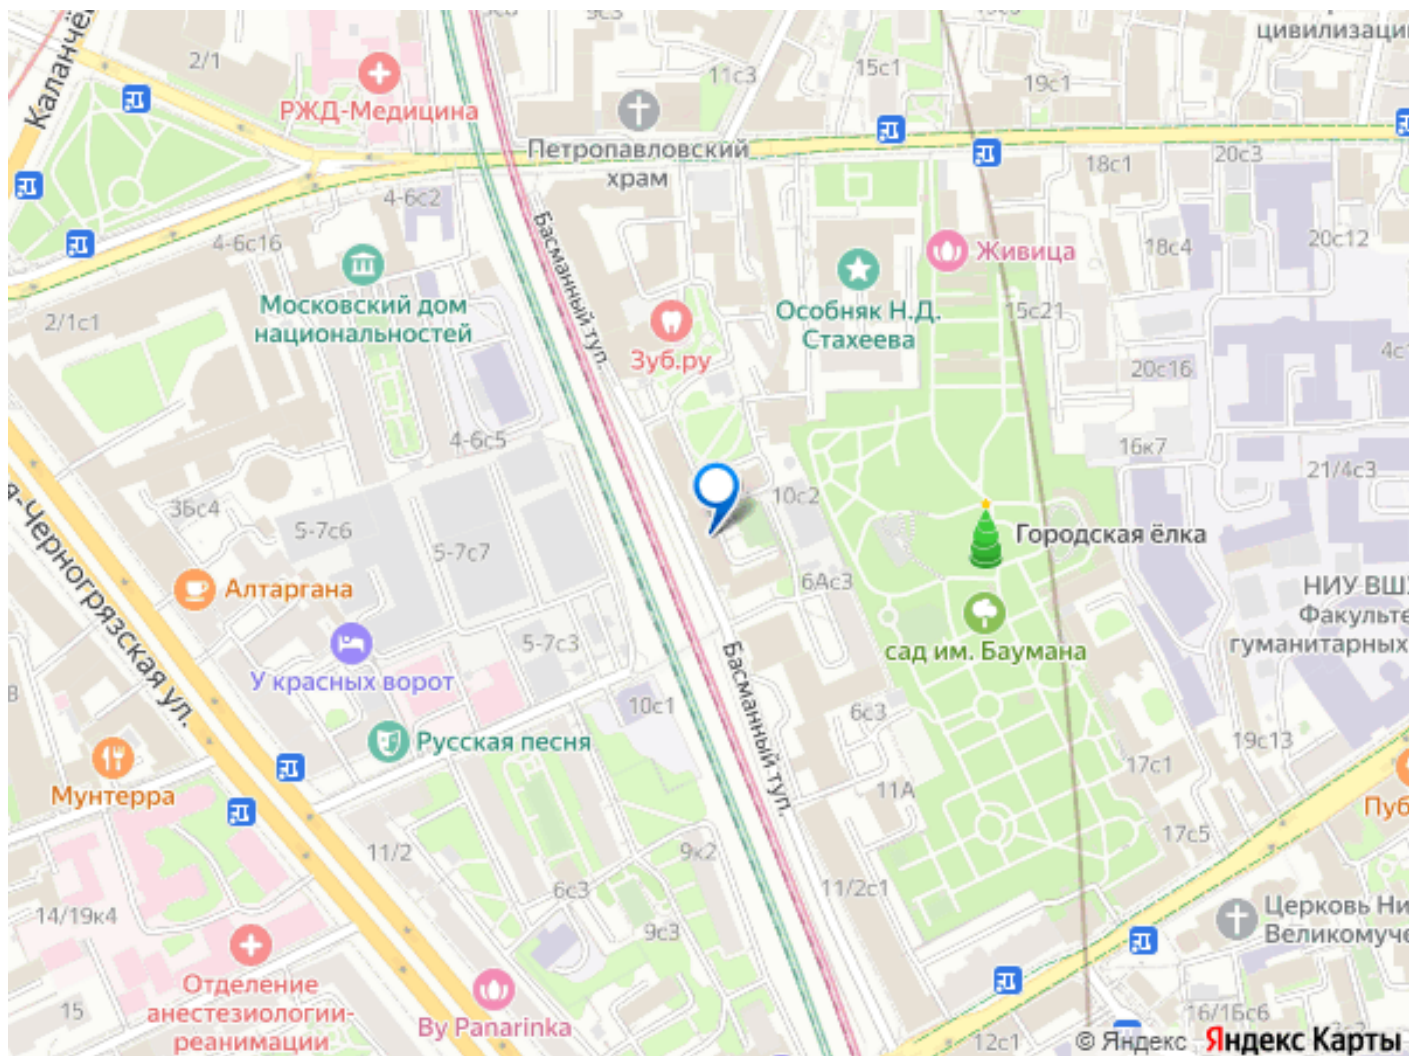 цивилизаци
Каланчё
2/1
РЖД-Медицина
11с3
15с1
19с1
Петропавловский
храм
18с1
20с3
4-6с2
4-6с16
Басманный туп.
Живица
18с4
20с12
2/1с1
Московский дом
национальностей
Зуб.ру
Особняк Н.Д.
Стахеева
15с21
20с16
4-6с5
16к7
21/4с3
3Бс4
5-7с6
5-7с7
10с2
Городская ёлка
я-Черногрязская ул.
Алтаргана
6Ас3
НИУ ВШ
Факульте
гуманитарных
У красных ворот
5-7с3
сад им. Баумана
10с1
Басманный туп.
6с3
Русская песня
19с13
17с1
Мунтерра
11А
Пуб
17с5
11/2
9к2
6с3
11/2с1
14/19к4
9с3
Церковь Ни
Великомуче
Отделение
анестезиологии-
реанимации
15
By Panarinka
16/16с6
12с1
© Яндекс Яндекс Карты